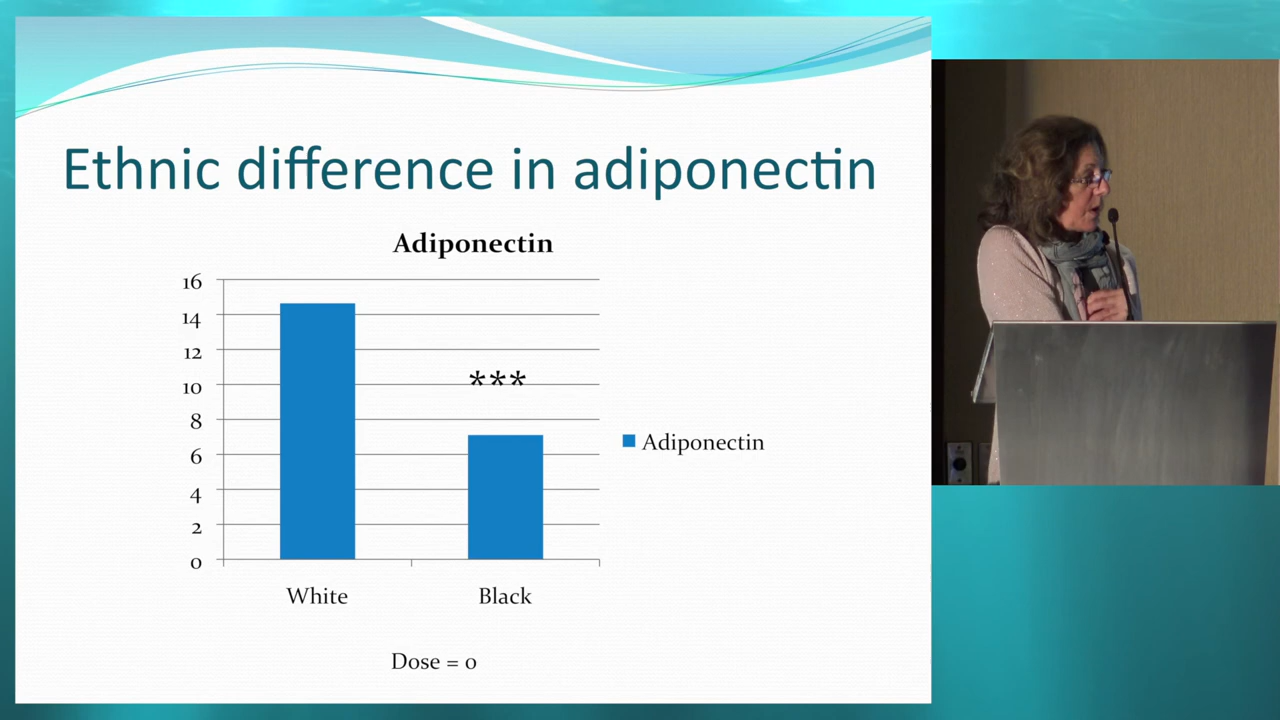 Ethnic difference in adiponectin
Adiponectin
16
14
12
10
8
6
4
2
0
***
Adiponectin
White
Black
Dose = 0